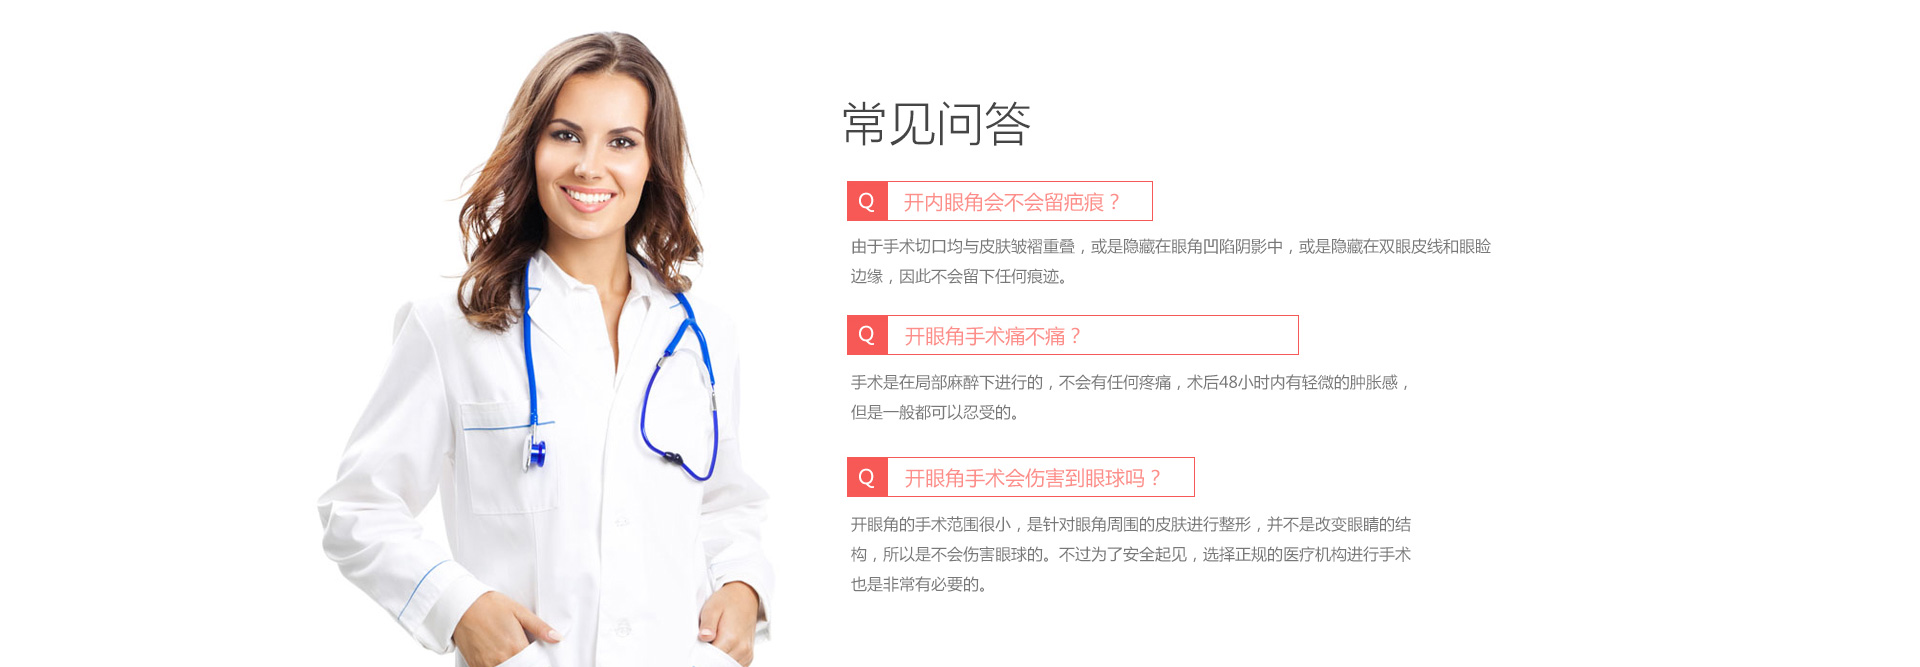 常见问答
Q 开内眼角会不会留疤痕？
由于手术切口均与皮肤皱褶重叠，或是隐藏在眼角凹陷阴影中，或是隐藏在双眼皮线和眼睑
边缘，因此不会留下任何痕迹。
Q 开眼角手术痛不痛？
手术是在局部麻醉下进行的，不会有任何疼痛，术后48小时内有轻微的肿胀感，
但是一般都可以忍受的。
Q 开眼角手术会伤害到眼球吗？
开眼角的手术范围很小，是针对眼角周围的皮肤进行整形，并不是改变眼睛的结
构，所以是不会伤害眼球的。不过为了安全起见，选择正规的医疗机构进行手术
也是非常有必要的。